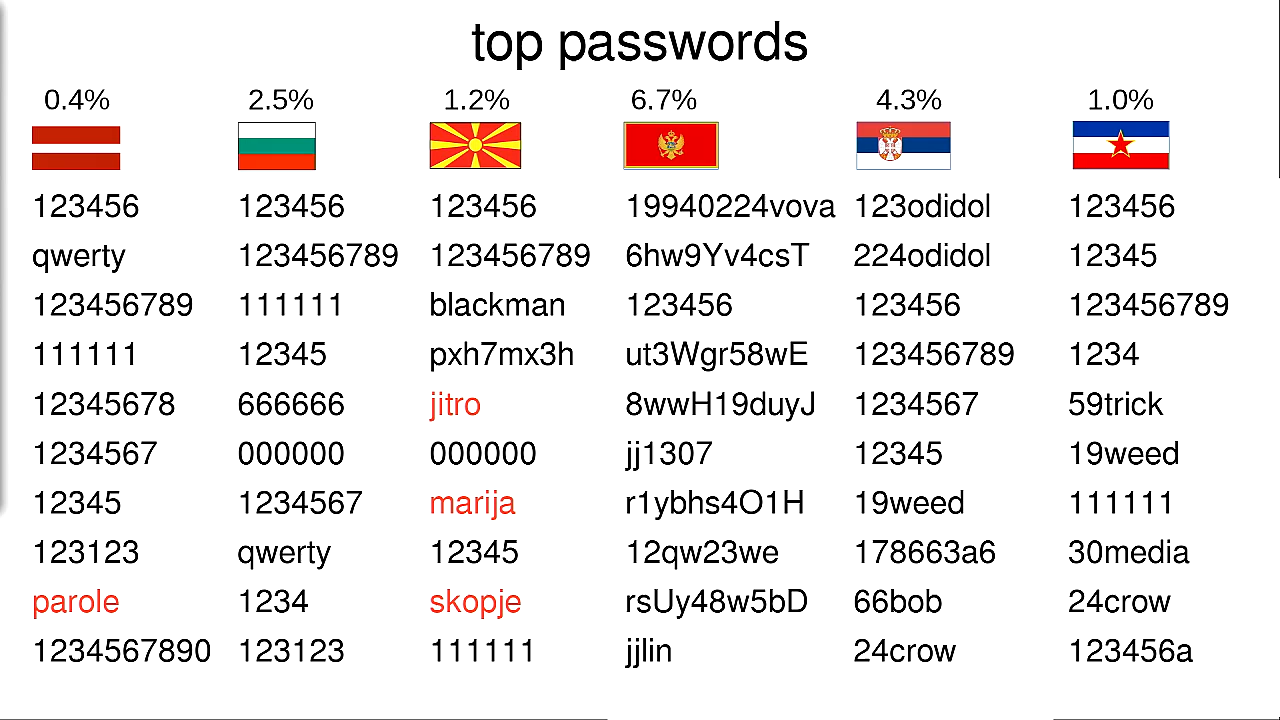 top passwords
0.4% 2.5% 1.2% 6.7% 4.3% 1.0%
123456 123456 123456 19940224vova 123odidol 123456
qwerty 123456789 123456789 6hw9Yv4csT 224odidol 12345
123456789 111111 blackman 123456 123456 123456789
111111 12345 pxh7mx3h ut3Wgr58wE 123456789 1234
12345678 666666 jitro 8wwH19duyJ 1234567 59trick
1234567 000000 000000 jj1307 12345 19weed
12345 1234567 marija r1ybhs4O1H 19weed 111111
123123 qwerty 12345 12qw23we 178663a6 30media
parole 1234 skopje rsUy48w5bD 66bob 24crow
1234567890 123123 111111 jjlin 24crow 123456a